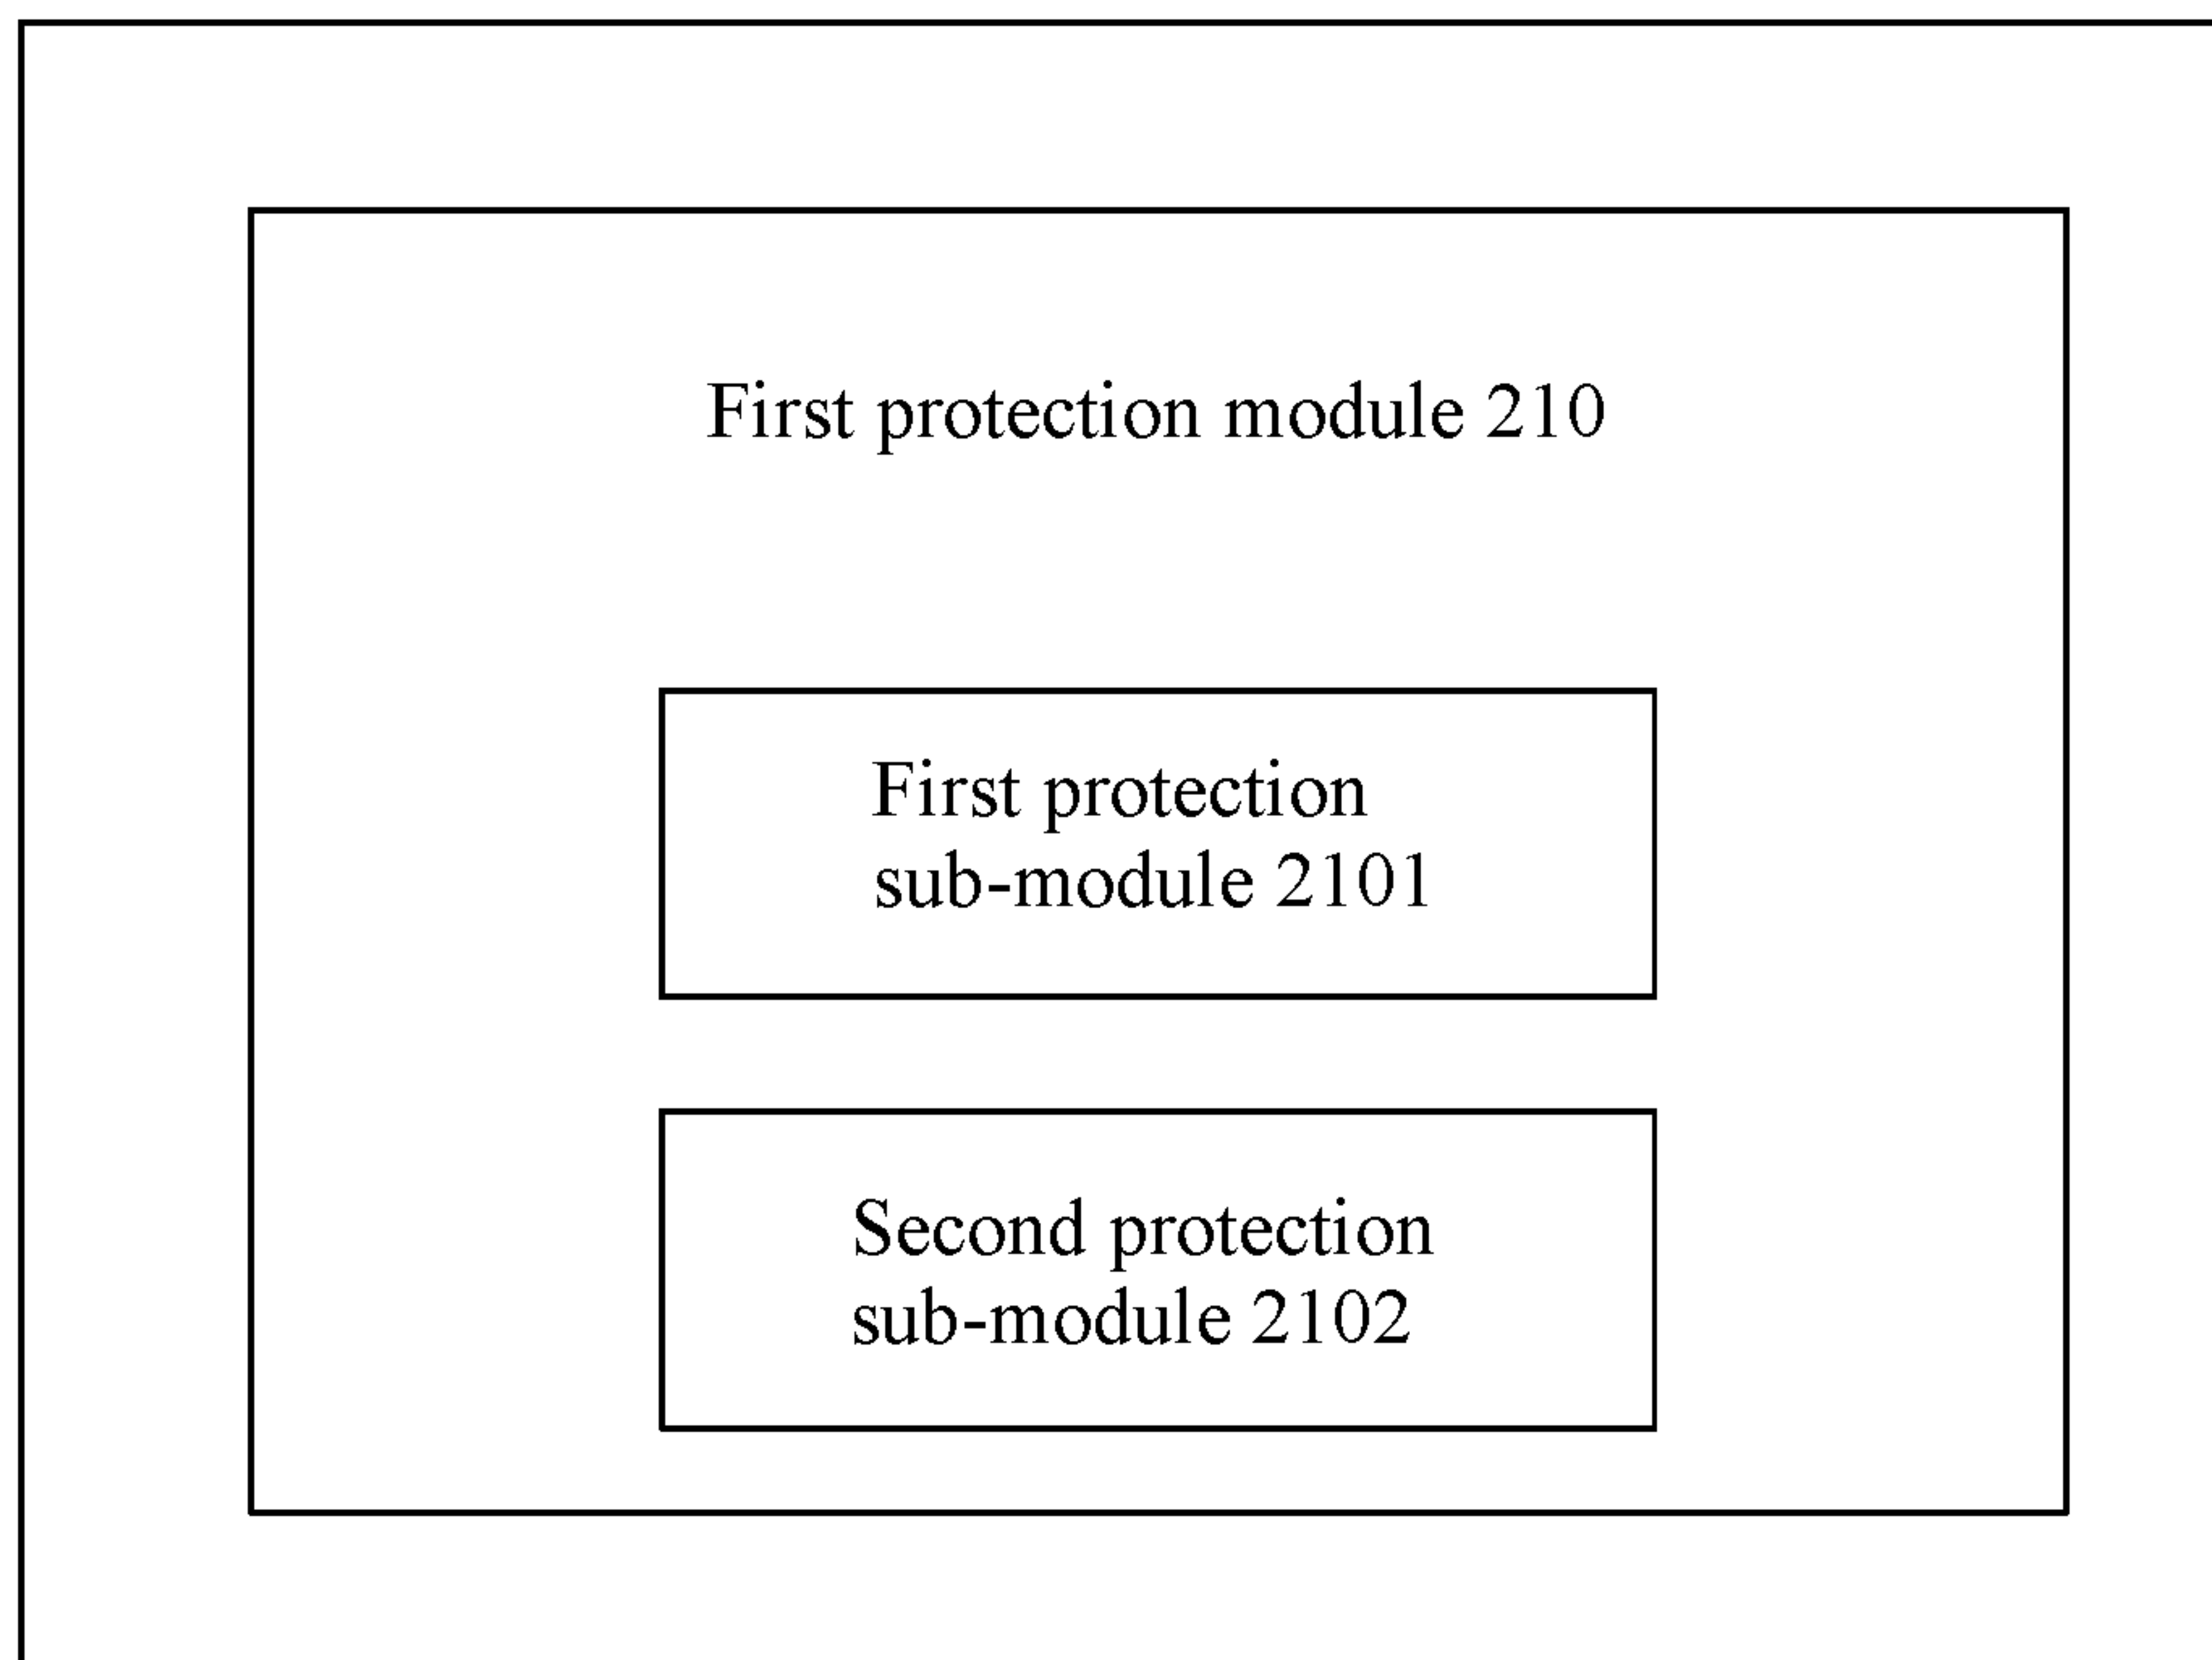 First protection module 210
First protection
sub-module 2101
Second protection
sub-module 2102